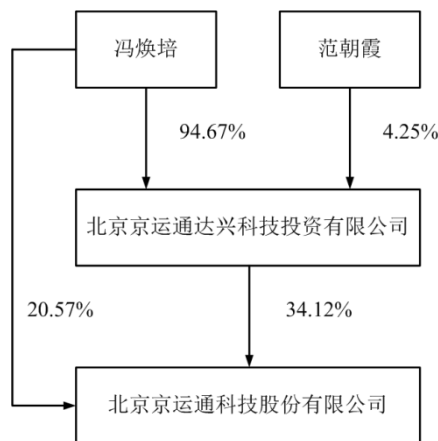 冯焕培
范朝霞
94.67%
4.25%
北京京运通达兴科技投资有限公司
20.57%
34.12%
北京京运通科技股份有限公司